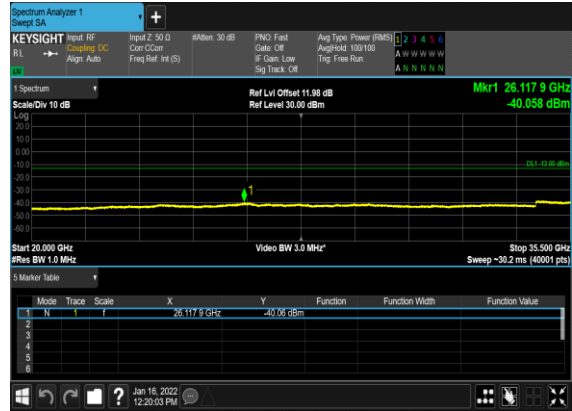 Spectrum Analyzer 1
Swept SA
+
KEYSIGHT Input: RF Input Z: 50 Ω #Atten: 30 dB PNO: Fast Avg Type: Power (RMS) 1 2 3 4 5 6
RL Coupling: DC Corr CCorr Gate: Off Avg|Hold: 100/100 A W W W W W
Align: Auto Freq Ref: Int (S) IF Gain: Low Trig: Free Run
Sig Track: Off A N N N N N
1 Spectrum Ref Lvl Offset 11.98 dB Mkr1 26.117 9 GHz
Scale/Div 10 dB Ref Level 30.00 dBm -40.058 dBm
Log
20.0
10.0
0.00
-10.0
DL1 -13.00 dBm
-20.0
-30.0
1
-40.0
-50.0
-60.0
Start 20.000 GHz Video BW 3.0 MHz* Stop 35.500 GHz
#Res BW 1.0 MHz Sweep ~30.2 ms (40001 pts)
5 Marker Table
Mode Trace Scale X Y Function Function Width Function Value
1 N 1 f 26.117 9 GHz -40.06 dBm
2
3
4
5
6
? Jan 16, 2022
12:20:03 PM